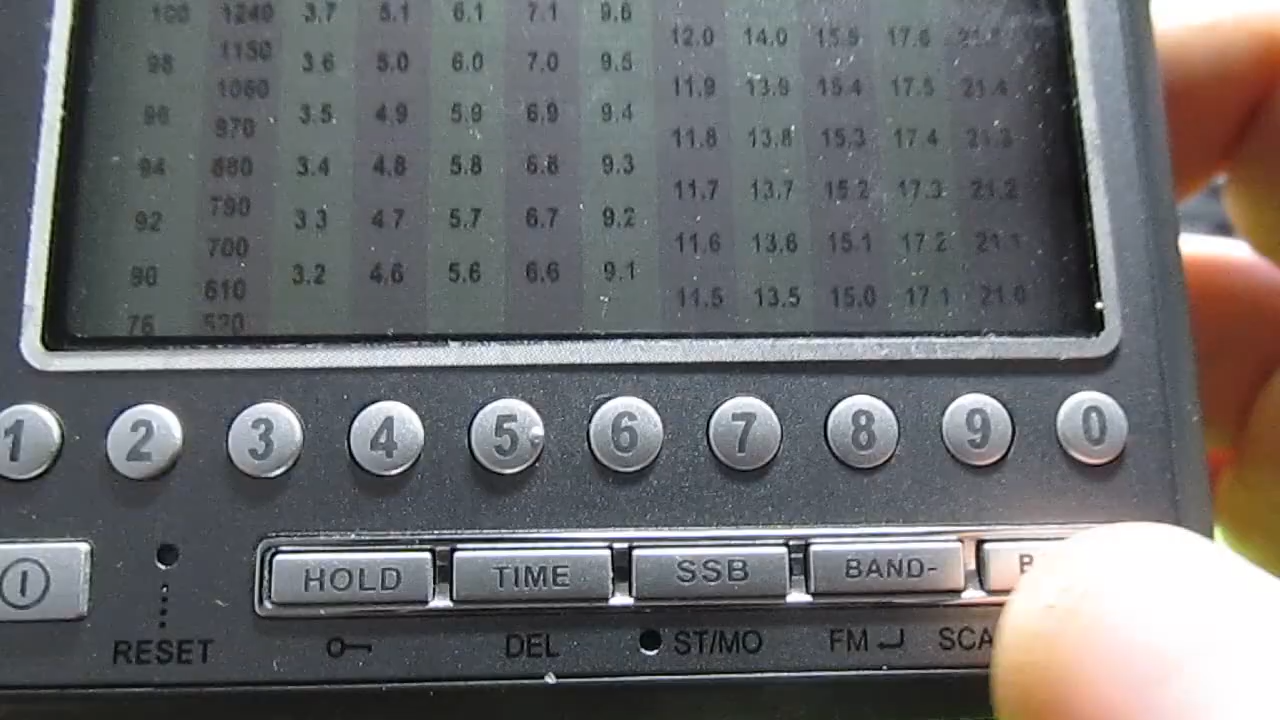 100 1240 3.7 5.1 6.1 7.1 9.6
12.0 14.0 15.5 17.6
98 1150 3.6 5.0 6.0 7.0 9.5
1060 11.9 13.9 15.4 17.5 21.4
96 3.5 4.9 5.9 6.9 9.4
970 11.8 13.8 15.3 17.4 21.3
94 880 3.4 4.8 5.8 6.8 9.3
790 11.7 13.7 15.2 17.3 21.2
92 3.3 4.7 5.7 6.7 9.2
700 11.6 13.6 15.1 17.2 21.1
90 3.2 4.6 5.6 6.6 9.1
610 11.5 13.5 15.0 17.1 21.0
76 520
1 2 3 4 5 6 7 8 9 0
HOLD TIME SSB BAND-
RESET DEL ST/MO FM